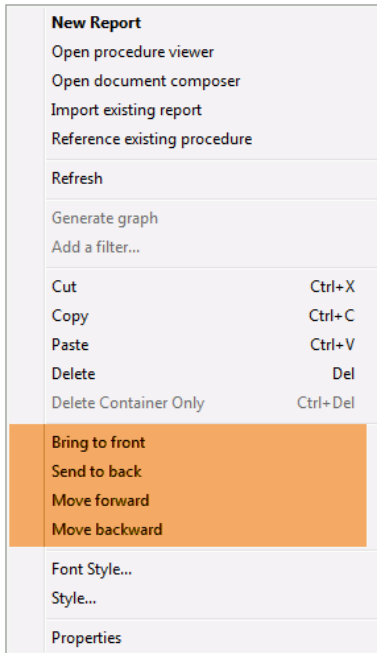 New Report
Open procedure viewer
Open document composer
Import existing report
Reference existing procedure
Refresh
Generate graph
Add a filter...
Cut Ctrl+X
Copy Ctrl+C
Paste Ctrl+V
Delete Del
Delete Container Only Ctrl+Del
Bring to front
Send to back
Move forward
Move backward
Font Style...
Style...
Properties